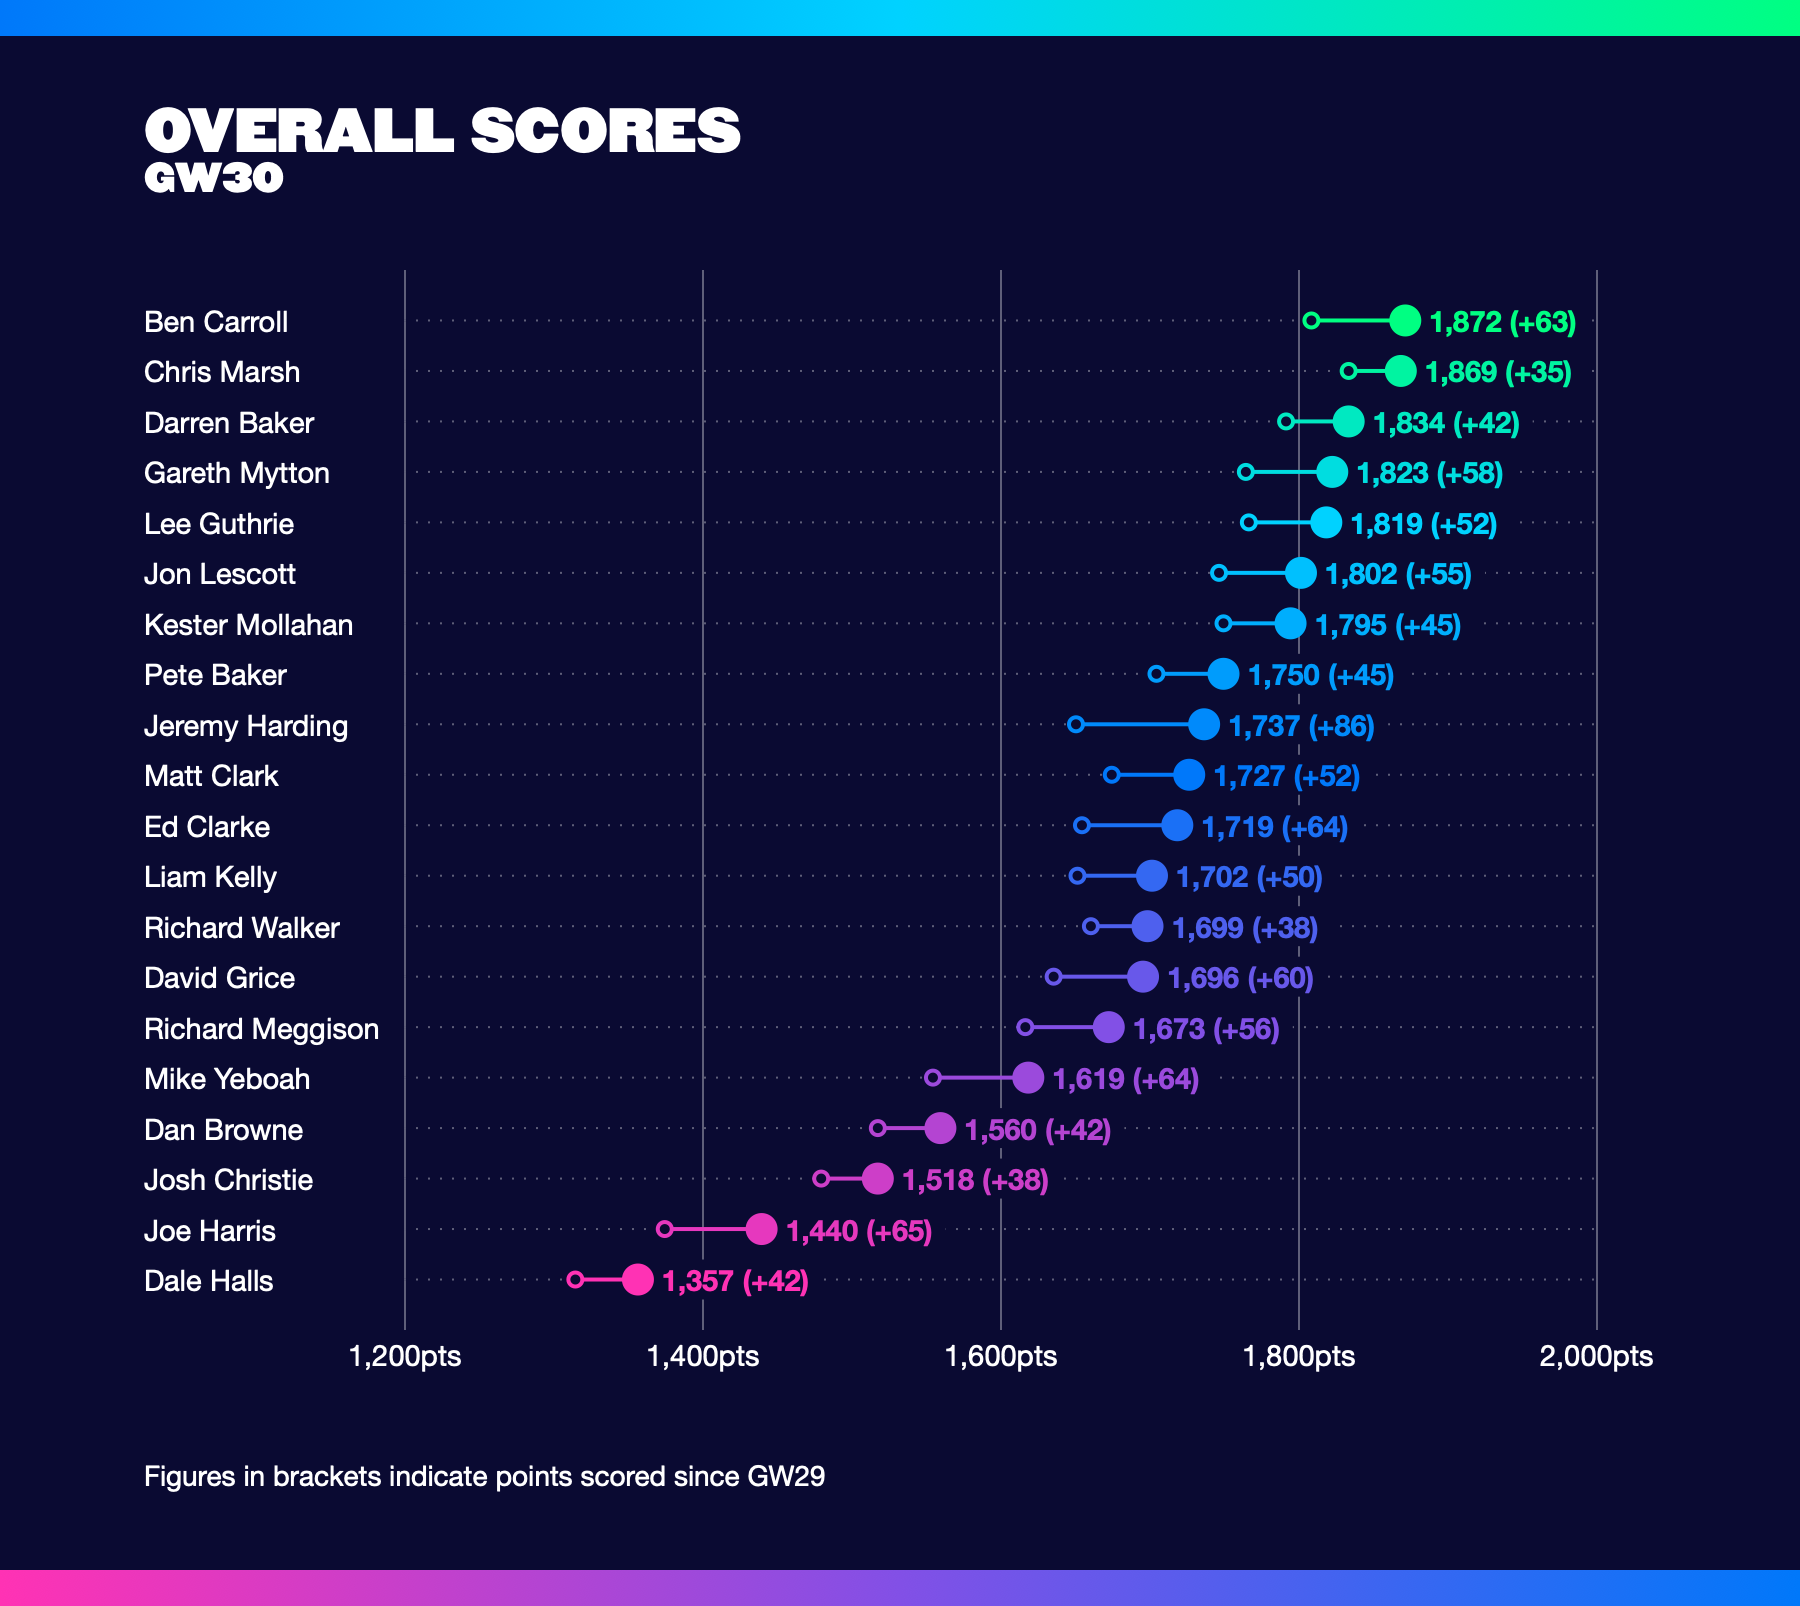 OVERALL SCORES
GW30
Ben Carroll 1,872 (+63)
Chris Marsh 1,869 (+35)
Darren Baker 1,834 (+42)
Gareth Mytton 1,823 (+58)
Lee Guthrie 1,819 (+52)
Jon Lescott 1,802 (+55)
Kester Mollahan 1,795 (+45)
Pete Baker 1,750 (+45)
Jeremy Harding 1,737 (+86)
Matt Clark 1,727 (+52)
Ed Clarke 1,719 (+64)
Liam Kelly 1,702 (+50)
Richard Walker 1,699 (+38)
David Grice 1,696 (+60)
Richard Meggison 1,673 (+56)
Mike Yeboah 1,619 (+64)
Dan Browne 1,560 (+42)
Josh Christie 1,518 (+38)
Joe Harris 1,440 (+65)
Dale Halls 1,357 (+42)
1,200pts 1,400pts 1,600pts 1,800pts 2,000pts
Figures in brackets indicate points scored since GW29